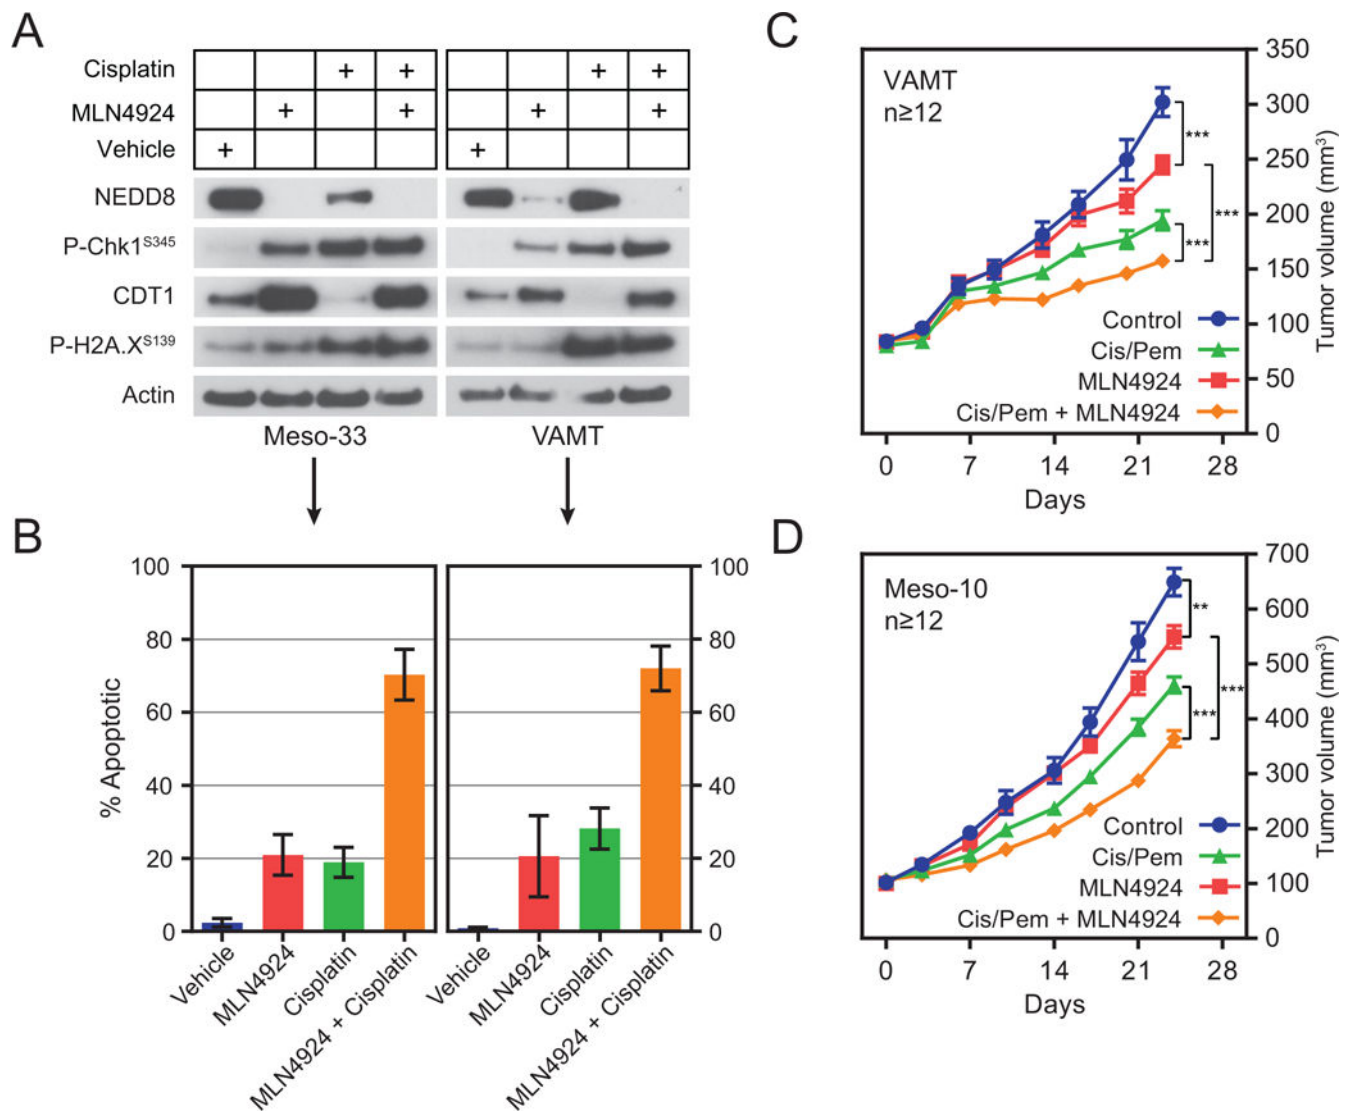 A
Cisplatin + + + +
MLN4924 + + + +
Vehicle + +
NEDD8
P-Chk1S345
CDT1
P-H2A.XS139
Actin
Meso-33 VAMT
B
100 100
80 80
60 60
40 40
20 20
0 0
% Apoptotic
Vehicle
MLN4924
Cisplatin
MLN4924 + Cisplatin
Vehicle
MLN4924
Cisplatin
MLN4924 + Cisplatin
C
VAMT
n≥12
***
***
***
Control
Cis/Pem
MLN4924
Cis/Pem + MLN4924
350
300
250
200
150
100
50
0
Tumor volume (mm³)
0 7 14 21 28
Days
D
Meso-10
n≥12
**
***
***
Control
Cis/Pem
MLN4924
Cis/Pem + MLN4924
700
600
500
400
300
200
100
0
Tumor volume (mm³)
0 7 14 21 28
Days